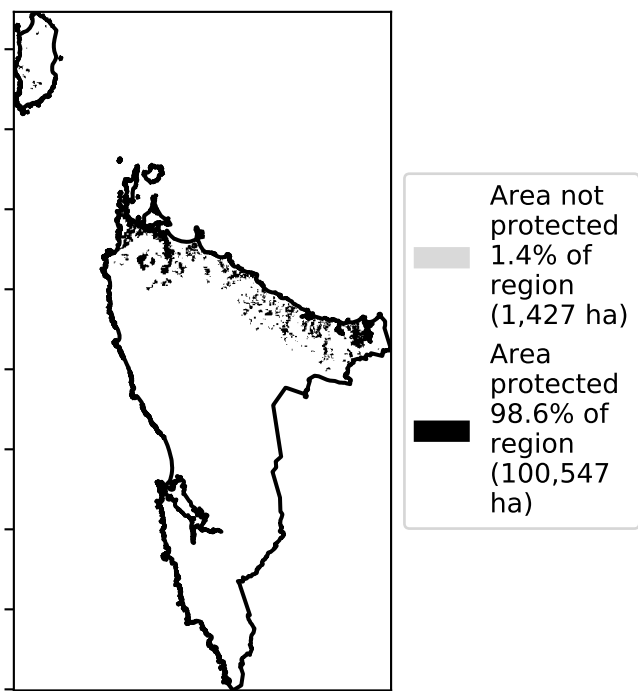 Area not
protected
1.4% of
region
(1,427 ha)
Area
protected
98.6% of
region
(100,547
ha)